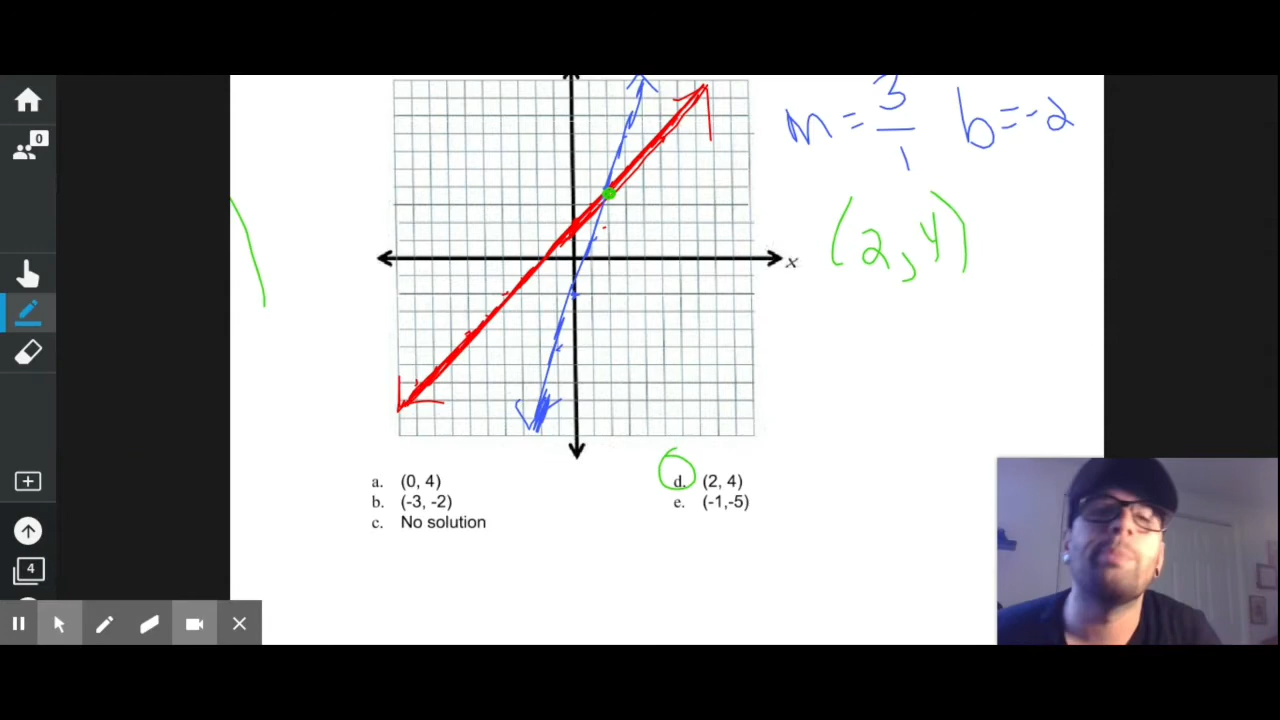 0
m = 3/1 b = -2
(2, 4)
x
a. (0, 4)
b. (-3, -2)
c. No solution
d. (2, 4)
e. (-1,-5)
4